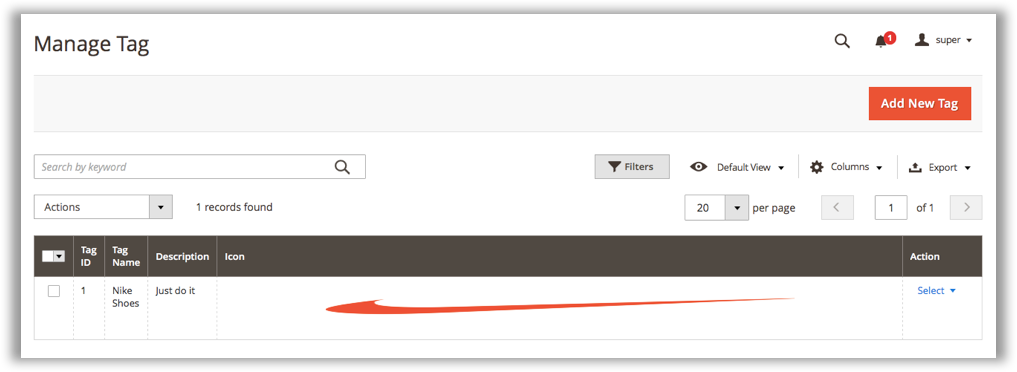 Manage Tag
1
super
Add New Tag
Search by keyword
Filters
Default View
Columns
Export
Actions
1 records found
20
per page
1
of 1
Tag ID
Tag Name
Description
Icon
Action
1
Nike Shoes
Just do it
Select